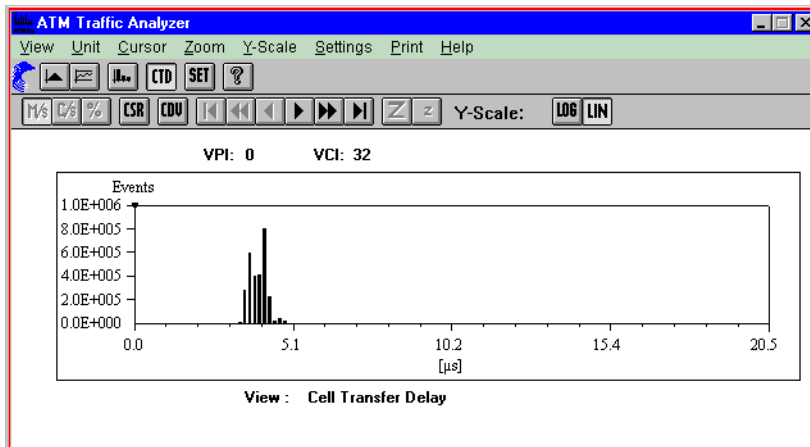 ATM Traffic Analyzer
View Unit Cursor Zoom Y-Scale Settings Print Help
CTD SET ?
M/s C/s % CSR CDV Z z Y-Scale: LOG LIN
VPI: 0 VCI: 32
Events
1.0E+006
8.0E+005
6.0E+005
4.0E+005
2.0E+005
0.0E+000
0.0 5.1 10.2 15.4 20.5
[µs]
View : Cell Transfer Delay